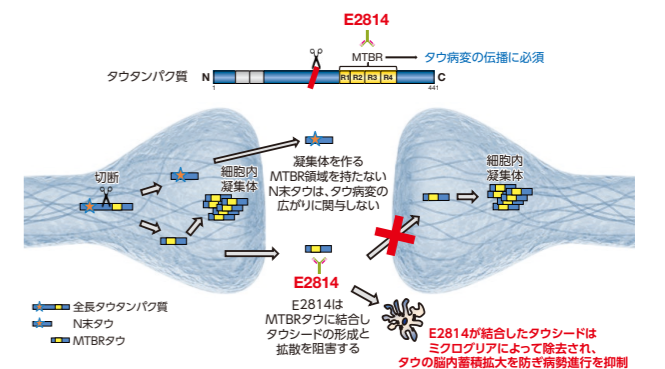 E2814
MTBR
タウ病変の伝播に必須
タウタンパク質
N
R1 R2 R3 R4
C
1
441
切断
細胞内
凝集体
凝集体を作る
MTBR領域を持たない
N末タウは、タウ病変の
広がりに関与しない
細胞内
凝集体
E2814
E2814は
MTBRタウに結合し
タウシードの形成と
拡散を阻害する
全長タウタンパク質
N末タウ
MTBRタウ
E2814が結合したタウシードは
ミクログリアによって除去され、
タウの脳内蓄積拡大を防ぎ病勢進行を抑制